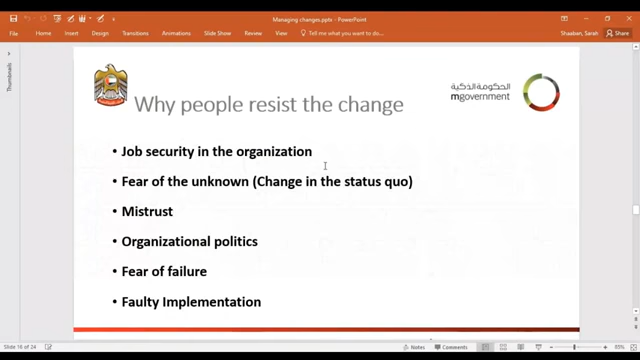 Managing changes.pptx - PowerPoint
File Home Insert Design Transitions Animations Slide Show Review View Tell me what you want to do... Shaaban, Sarah Share
Thumbnails
Why people resist the change
الحكومة الذكية
mgovernment
• Job security in the organization
• Fear of the unknown (Change in the status quo)
• Mistrust
• Organizational politics
• Fear of failure
• Faulty Implementation
Slide 16 of 24 Notes Comments 85%